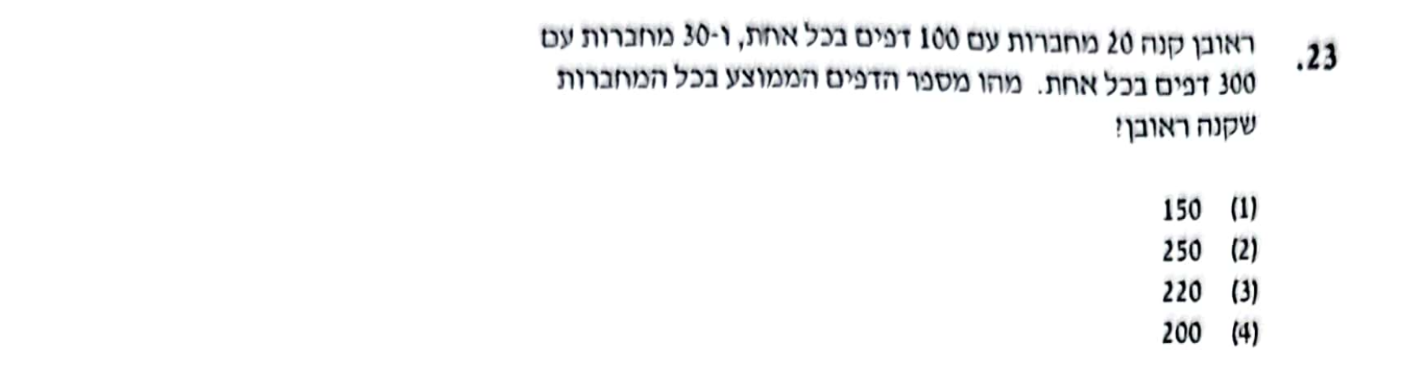 23. ראובן קנה 20 מחברות עם 100 דפים בכל אחת, ו-30 מחברות עם
300 דפים בכל אחת. מהו מספר הדפים הממוצע בכל המחברות
שקנה ראובן?
(1) 150
(2) 250
(3) 220
(4) 200